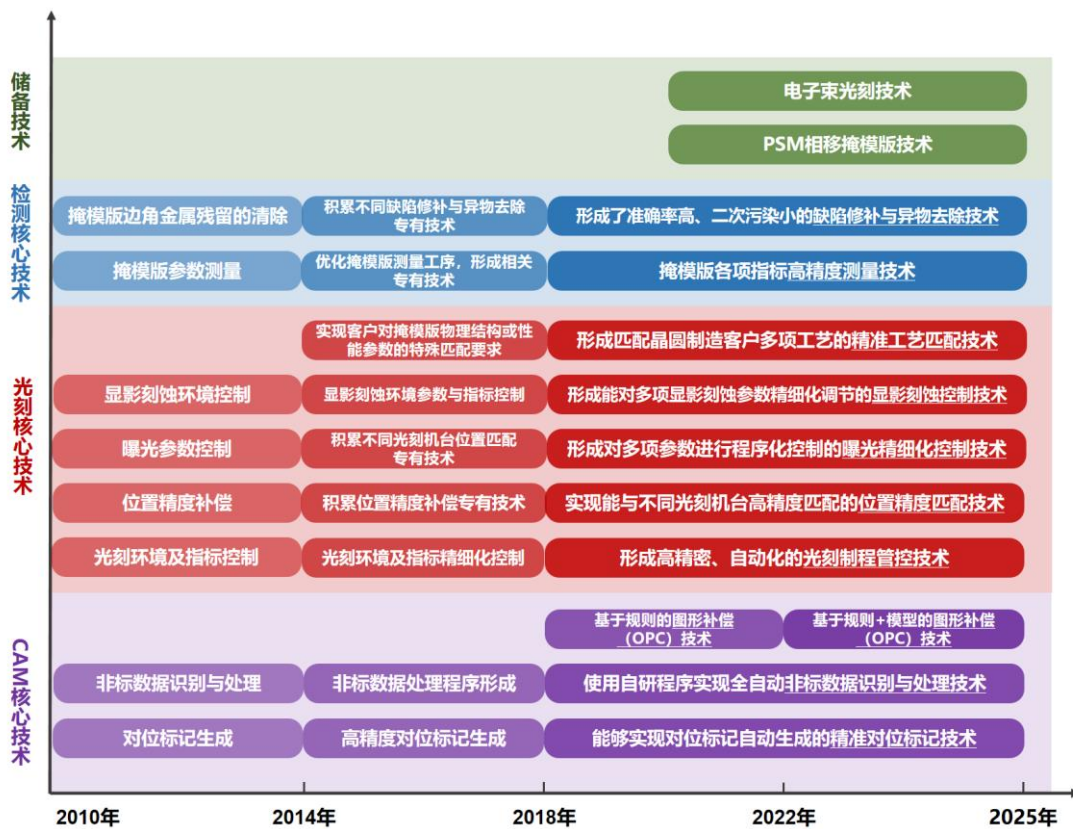 储备技术
电子束光刻技术
PSM相移掩模版技术
检测核心技术
掩模版边角金属残留的清除
积累不同缺陷修补与异物去除
专有技术
形成了准确率高、二次污染小的缺陷修补与异物去除技术
掩模版参数测量
优化掩模版测量工序，形成相关
专有技术
掩模版各项指标高精度测量技术
光刻核心技术
实现客户对掩模版物理结构或性
能参数的特殊匹配要求
形成匹配晶圆制造客户多项工艺的精准工艺匹配技术
显影刻蚀环境控制
显影刻蚀环境参数与指标控制
形成能对多项显影刻蚀参数精细化调节的显影刻蚀控制技术
曝光参数控制
积累不同光刻机台位置匹配
专有技术
形成对多项参数进行程序化控制的曝光精细化控制技术
位置精度补偿
积累位置精度补偿专有技术
实现能与不同光刻机台高精度匹配的位置精度匹配技术
光刻环境及指标控制
光刻环境及指标精细化控制
形成高精密、自动化的光刻制程管控技术
CAM核心技术
基于规则的图形补偿
（OPC）技术
基于规则+模型的图形补偿
（OPC）技术
非标数据识别与处理
非标数据处理程序形成
使用自研程序实现全自动非标数据识别与处理技术
对位标记生成
高精度对位标记生成
能够实现对位标记自动生成的精准对位标记技术
2010年
2014年
2018年
2022年
2025年